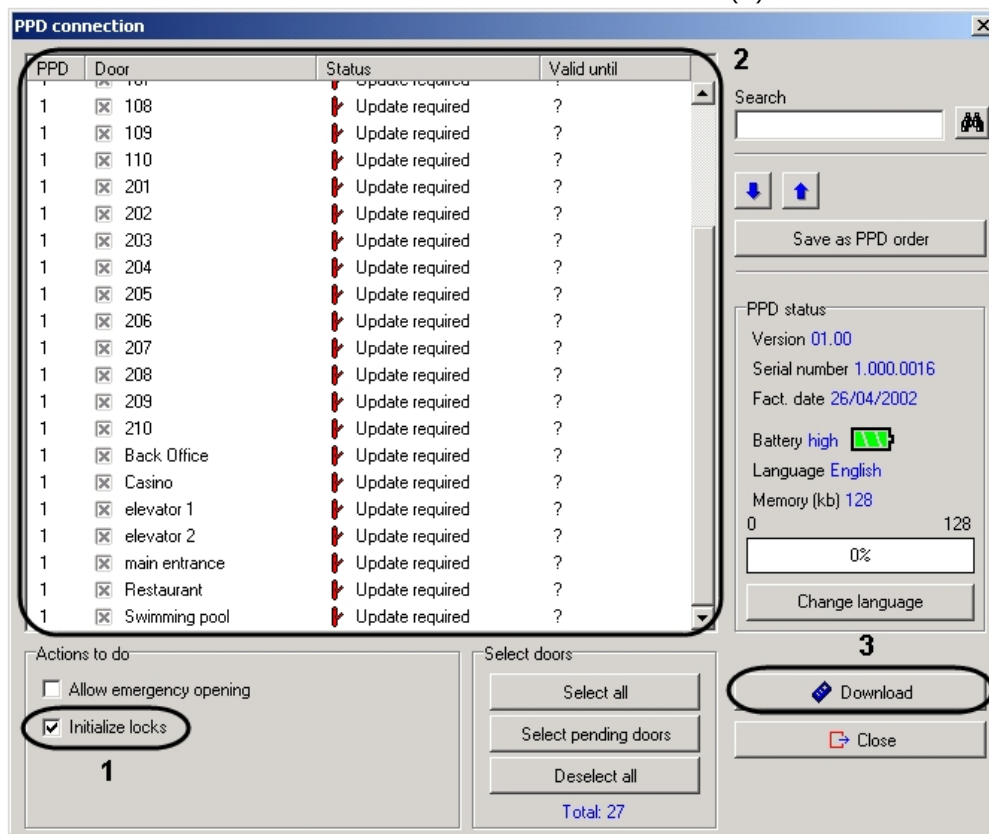 PPD connection
PPD Door Status Valid until
1 108 Update required ?
1 109 Update required ?
1 110 Update required ?
1 201 Update required ?
1 202 Update required ?
1 203 Update required ?
1 204 Update required ?
1 205 Update required ?
1 206 Update required ?
1 207 Update required ?
1 208 Update required ?
1 209 Update required ?
1 210 Update required ?
1 Back Office Update required ?
1 Casino Update required ?
1 elevator 1 Update required ?
1 elevator 2 Update required ?
1 main entrance Update required ?
1 Restaurant Update required ?
1 Swimming pool Update required ?
2
Search
Save as PPD order
PPD status
Version 01.00
Serial number 1.000.0016
Fact. date 26/04/2002
Battery high
Language English
Memory (kb) 128
0 128
0%
Change language
3
Download
Close
Actions to do
Allow emergency opening
Initialize locks
1
Select doors
Select all
Select pending doors
Deselect all
Total: 27